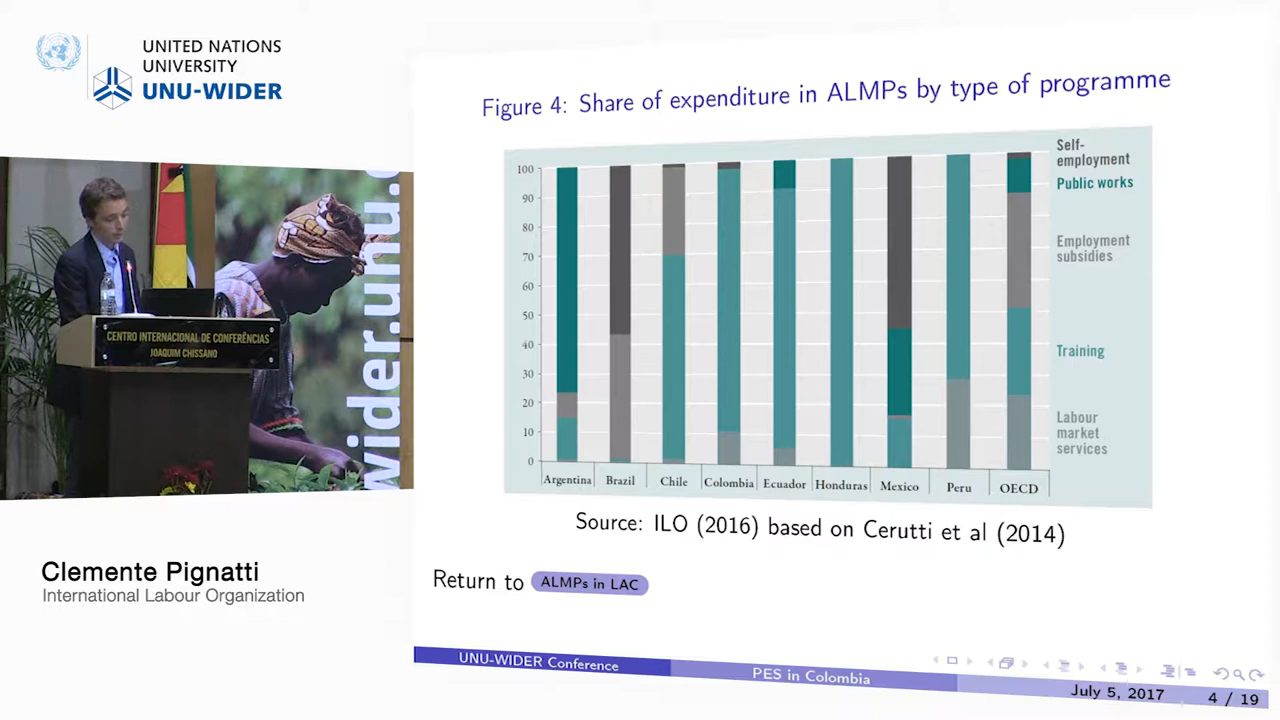 UNITED NATIONS
UNIVERSITY
UNU-WIDER
wider.unu.
CENTRO INTERNACIONAL DE CONFERÊNCIAS
JOAQUIM CHISSANO
Clemente Pignatti
International Labour Organization
Figure 4: Share of expenditure in ALMPs by type of programme
100
90
80
70
60
50
40
30
20
10
0
Argentina Brazil Chile Colombia Ecuador Honduras Mexico Peru OECD
Self-
employment
Public works
Employment
subsidies
Training
Labour
market
services
Source: ILO (2016) based on Cerutti et al (2014)
Return to ALMPs in LAC
UNU-WIDER Conference PES in Colombia July 5, 2017 4 / 19